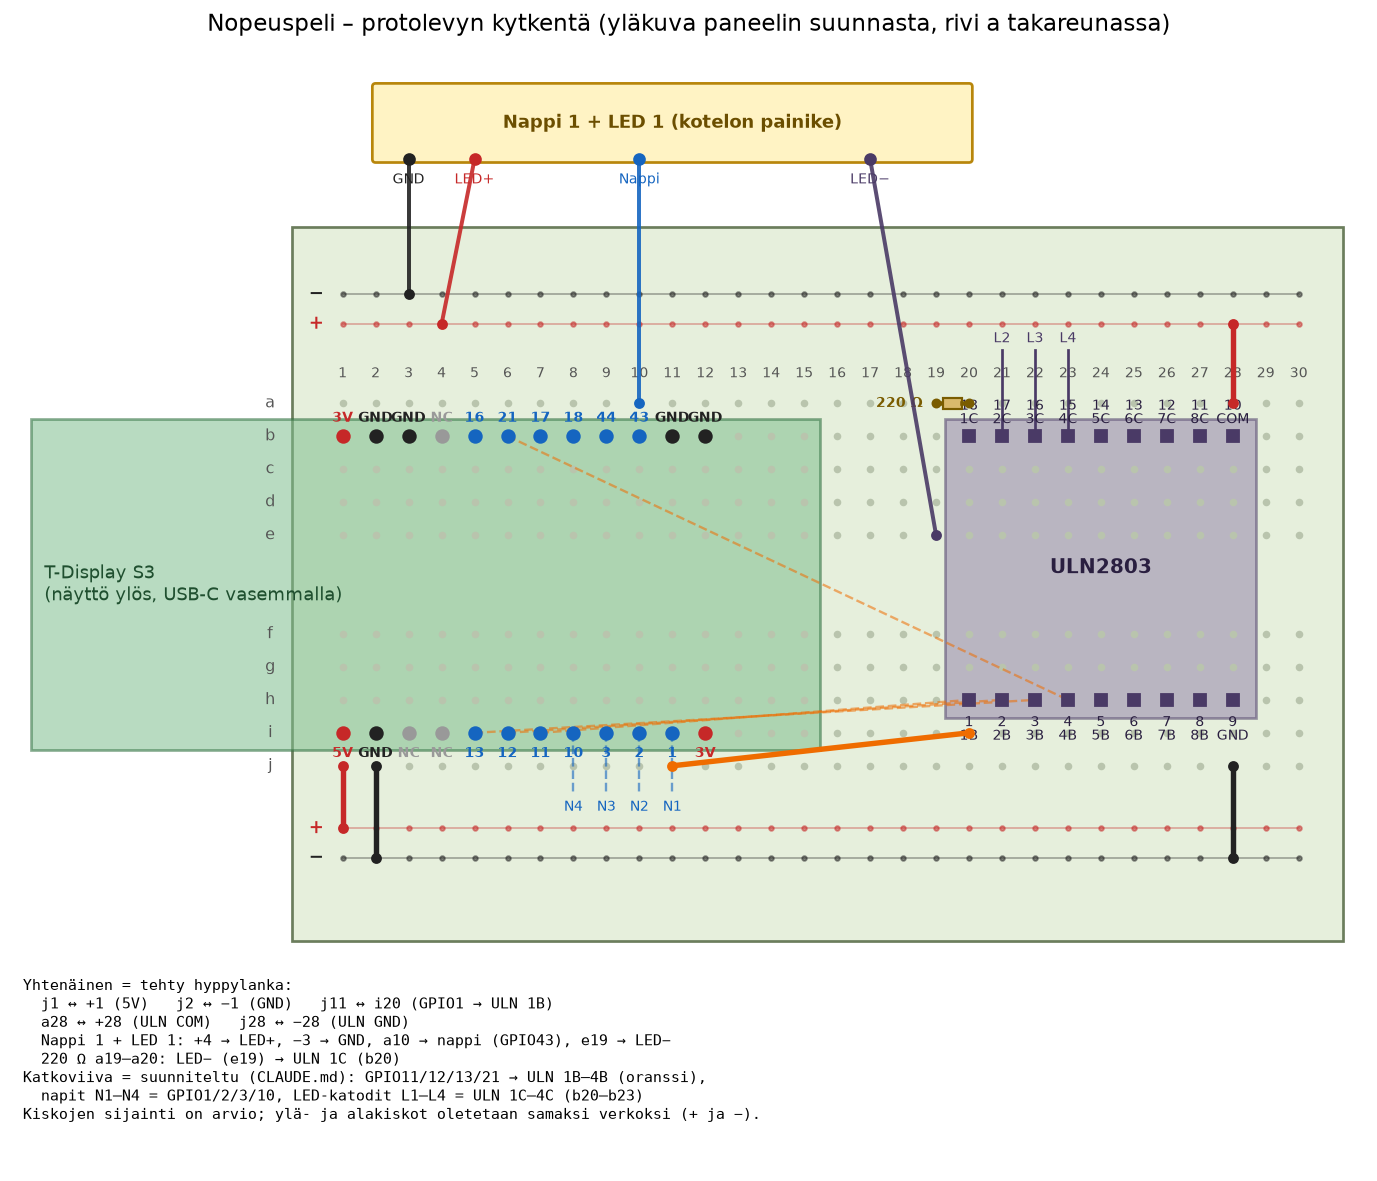 Nopeuspeli – protolevyn kytkentä (yläkuva paneelin suunnasta, rivi a takareunassa)
Nappi 1 + LED 1 (kotelon painike)
GND LED+ Nappi LED−
−
+
L2 L3 L4
1 2 3 4 5 6 7 8 9 10 11 12 13 14 15 16 17 18 19 20 21 22 23 24 25 26 27 28 29 30
a 220 Ω 18 17 16 15 14 13 12 11 10
3V GND GND NC 16 21 17 18 44 43 GND GND 1C 2C 3C 4C 5C 6C 7C 8C COM
b
c
d
e
ULN2803
T-Display S3
(näyttö ylös, USB-C vasemmalla)
f
g
h
1 2 3 4 5 6 7 8 9
i 1B 2B 3B 4B 5B 6B 7B 8B GND
5V GND NC NC 13 12 11 10 3 2 1 3V
j
N4 N3 N2 N1
+
−
Yhtenäinen = tehty hyppylanka:
j1 ↔ +1 (5V) j2 ↔ −1 (GND) j11 ↔ i20 (GPIO1 → ULN 1B)
a28 ↔ +28 (ULN COM) j28 ↔ −28 (ULN GND)
Nappi 1 + LED 1: +4 → LED+, −3 → GND, a10 → nappi (GPIO43), e19 → LED−
220 Ω a19–a20: LED− (e19) → ULN 1C (b20)
Katkoviiva = suunniteltu (CLAUDE.md): GPIO11/12/13/21 → ULN 1B–4B (oranssi),
napit N1–N4 = GPIO1/2/3/10, LED-katodit L1–L4 = ULN 1C–4C (b20–b23)
Kiskojen sijainti on arvio; ylä- ja alakiskot oletetaan samaksi verkoksi (+ ja −).